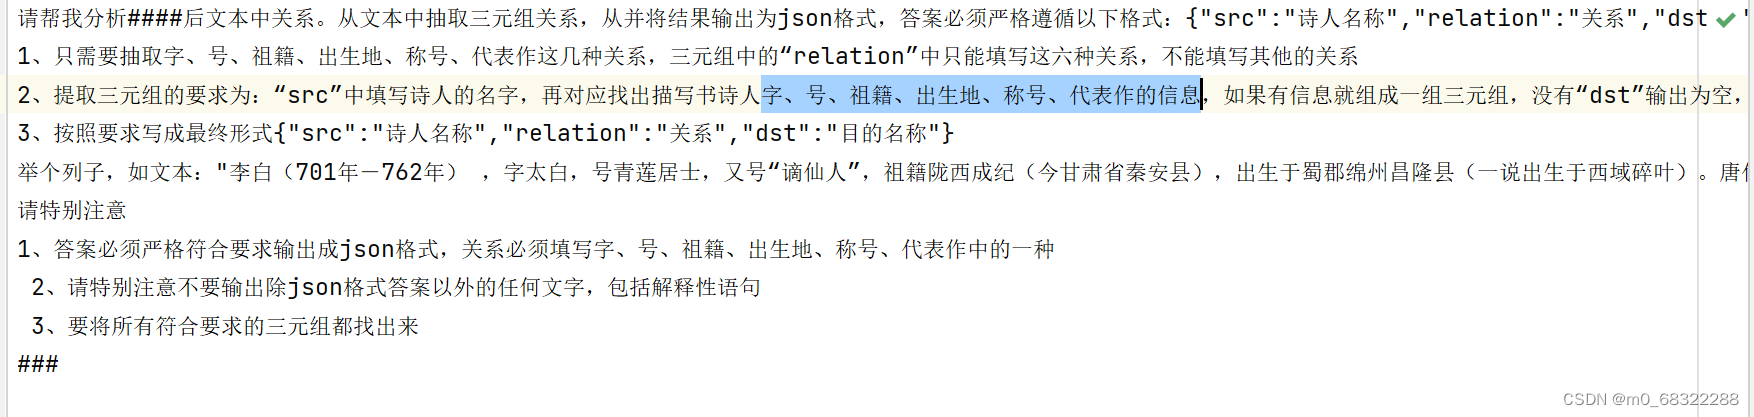 请帮我分析####后文本中关系。从文本中抽取三元组关系，从并将结果输出为json格式，答案必须严格遵循以下格式：{"src":"诗人名称","relation":"关系","dst
1、只需要抽取字、号、祖籍、出生地、称号、代表作这几种关系，三元组中的“relation”中只能填写这六种关系，不能填写其他的关系
2、提取三元组的要求为：“src”中填写诗人的名字，再对应找出描写书诗人字、号、祖籍、出生地、称号、代表作的信息，如果有信息就组成一组三元组，没有“dst”输出为空，
3、按照要求写成最终形式{"src":"诗人名称","relation":"关系","dst":"目的名称"}
举个列子，如文本："李白（701年－762年） ，字太白，号青莲居士，又号“谪仙人”，祖籍陇西成纪（今甘肃省秦安县），出生于蜀郡绵州昌隆县（一说出生于西域碎叶）。唐
请特别注意
1、答案必须严格符合要求输出成json格式，关系必须填写字、号、祖籍、出生地、称号、代表作中的一种
2、请特别注意不要输出除json格式答案以外的任何文字，包括解释性语句
3、要将所有符合要求的三元组都找出来
###
CSDN @m0_68322288